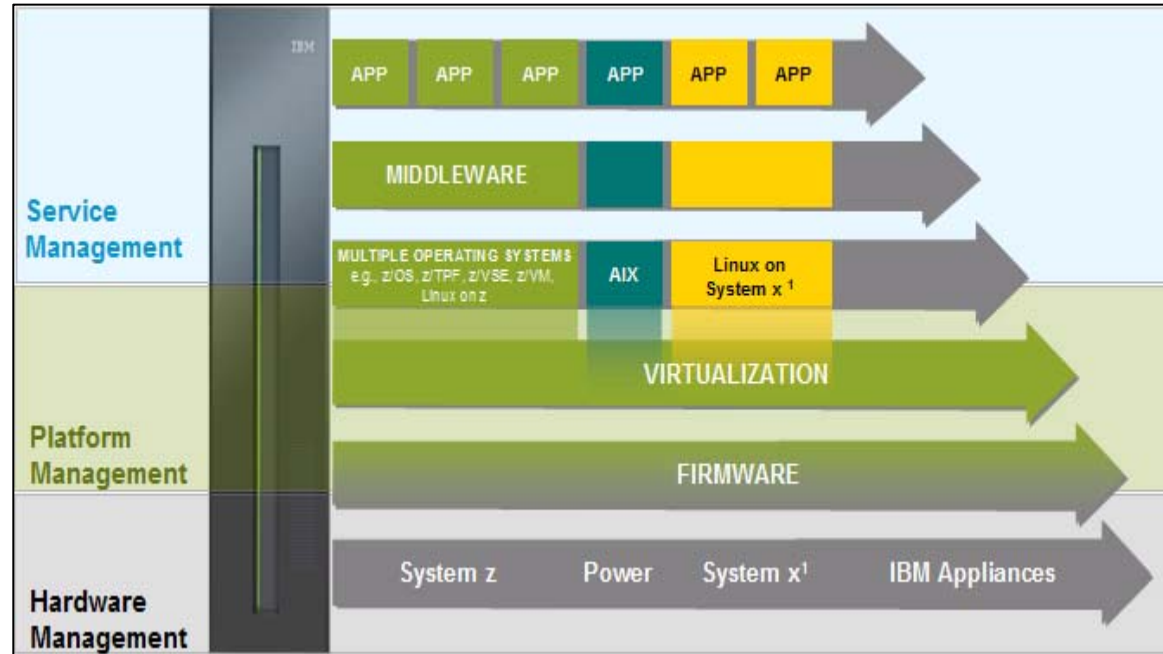 IBM
APP APP APP APP APP APP
MIDDLEWARE
Service
Management
MULTIPLE OPERATING SYSTEMS
e.g., z/OS, z/TPF, z/VSE, z/VM,
Linux on z
AIX
Linux on
System x 1
VIRTUALIZATION
Platform
Management
FIRMWARE
System z Power System x1 IBM Appliances
Hardware
Management